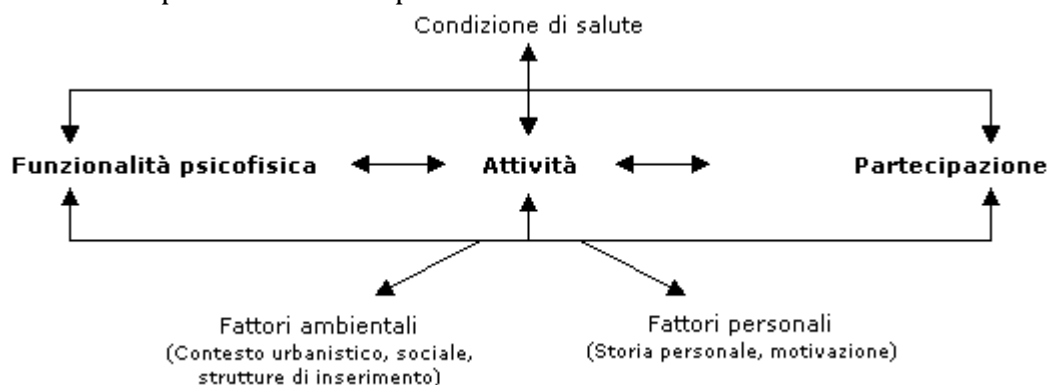 Condizione di salute
Funzionalità psicofisica
Attività
Partecipazione
Fattori ambientali
(Contesto urbanistico, sociale,
strutture di inserimento)
Fattori personali
(Storia personale, motivazione)